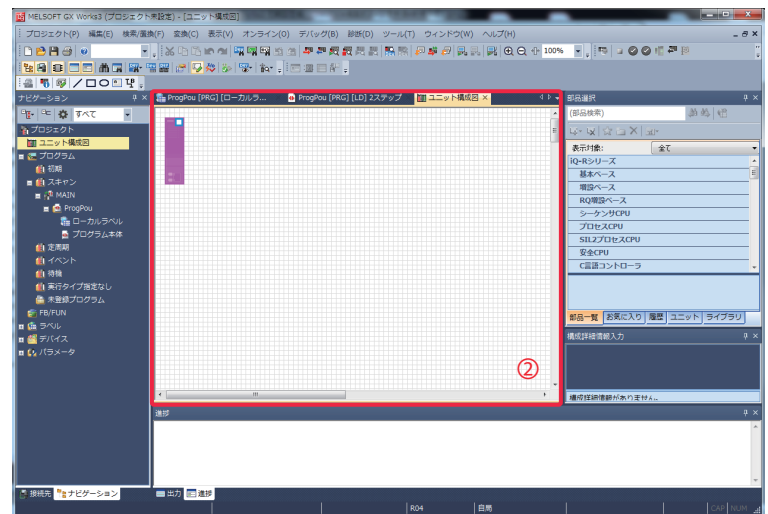 MELSOFT GX Works3 (プロジェクト未設定) - [ユニット構成図]
プロジェクト(P) 編集(E) 検索/置換(F) 変換(C) 表示(V) オンライン(O) デバッグ(B) 診断(D) ツール(T) ウィンドウ(W) ヘルプ(H)
100%
ナビゲーション
すべて
プロジェクト
ユニット構成図
プログラム
初期
スキャン
MAIN
ProgPou
ローカルラベル
プログラム本体
定周期
イベント
待機
実行タイプ指定なし
未登録プログラム
FB/FUN
ラベル
デバイス
パラメータ
接続先 ナビゲーション
ProgPou [PRG] [ローカルラ... ProgPou [PRG] [LD] 2ステップ ユニット構成図
②
部品選択
(部品検索)
表示対象: 全て
iQ-Rシリーズ
基本ベース
増設ベース
RQ増設ベース
シーケンサCPU
プロセスCPU
SIL2プロセスCPU
安全CPU
C言語コントローラ
部品一覧 お気に入り 履歴 ユニット ライブラリ
構成詳細情報入力
構成詳細情報がありません。
進捗
出力 進捗
R04 自局 CAP NUM